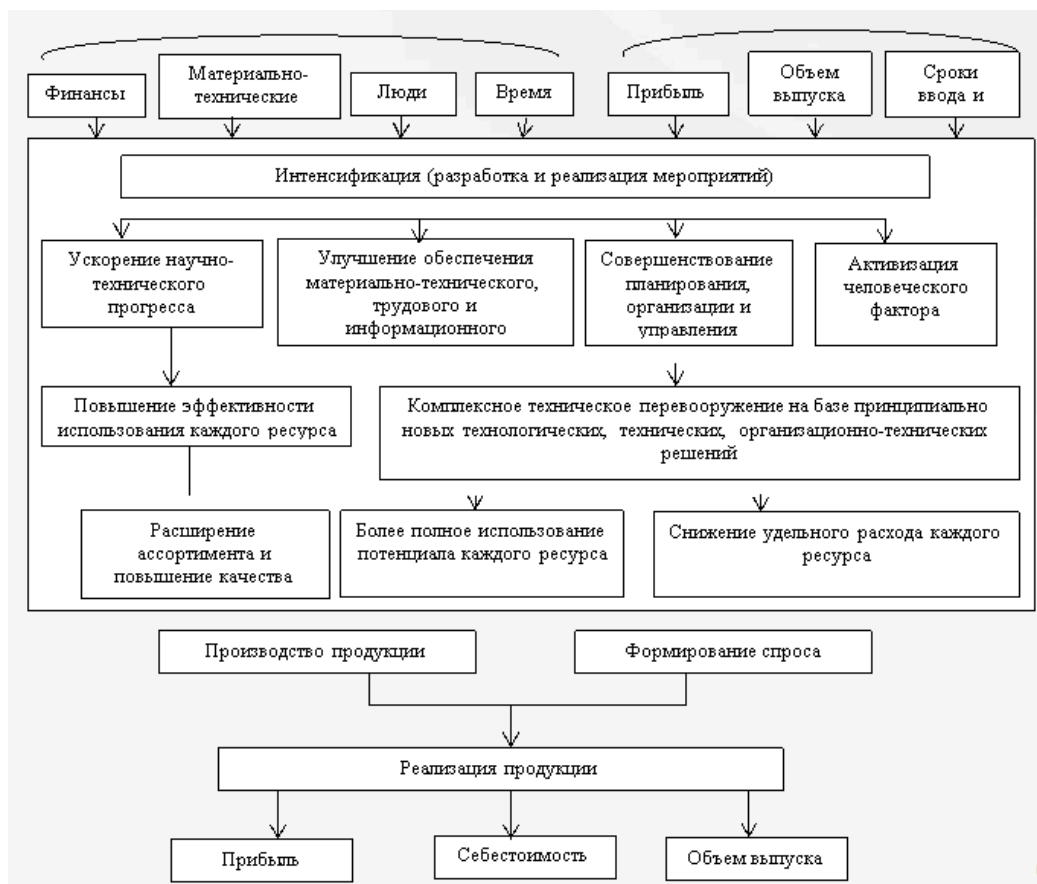 Финансы
Материально-
технические
Люди
Время
Прибыль
Объем
выпуска
Сроки
ввода и
Интенсификация (разработка и реализация мероприятий)
Ускорение научно-
технического
прогресса
Улучшение обеспечения
материально-технического,
трудового и
информационного
Совершенствование
планирования,
организации и
управления
Активизация
человеческого
фактора
Повышение эффективности
использования каждого ресурса
Комплексное техническое перевооружение на базе принципиально
новых технологических, технических, организационно-технических
решений
Расширение
ассортимента и
повышение качества
Более полное использование
потенциала каждого ресурса
Снижение удельного расхода каждого
ресурса
Производство продукции
Формирование спроса
Реализация продукции
Прибыль
Себестоимость
Объем выпуска